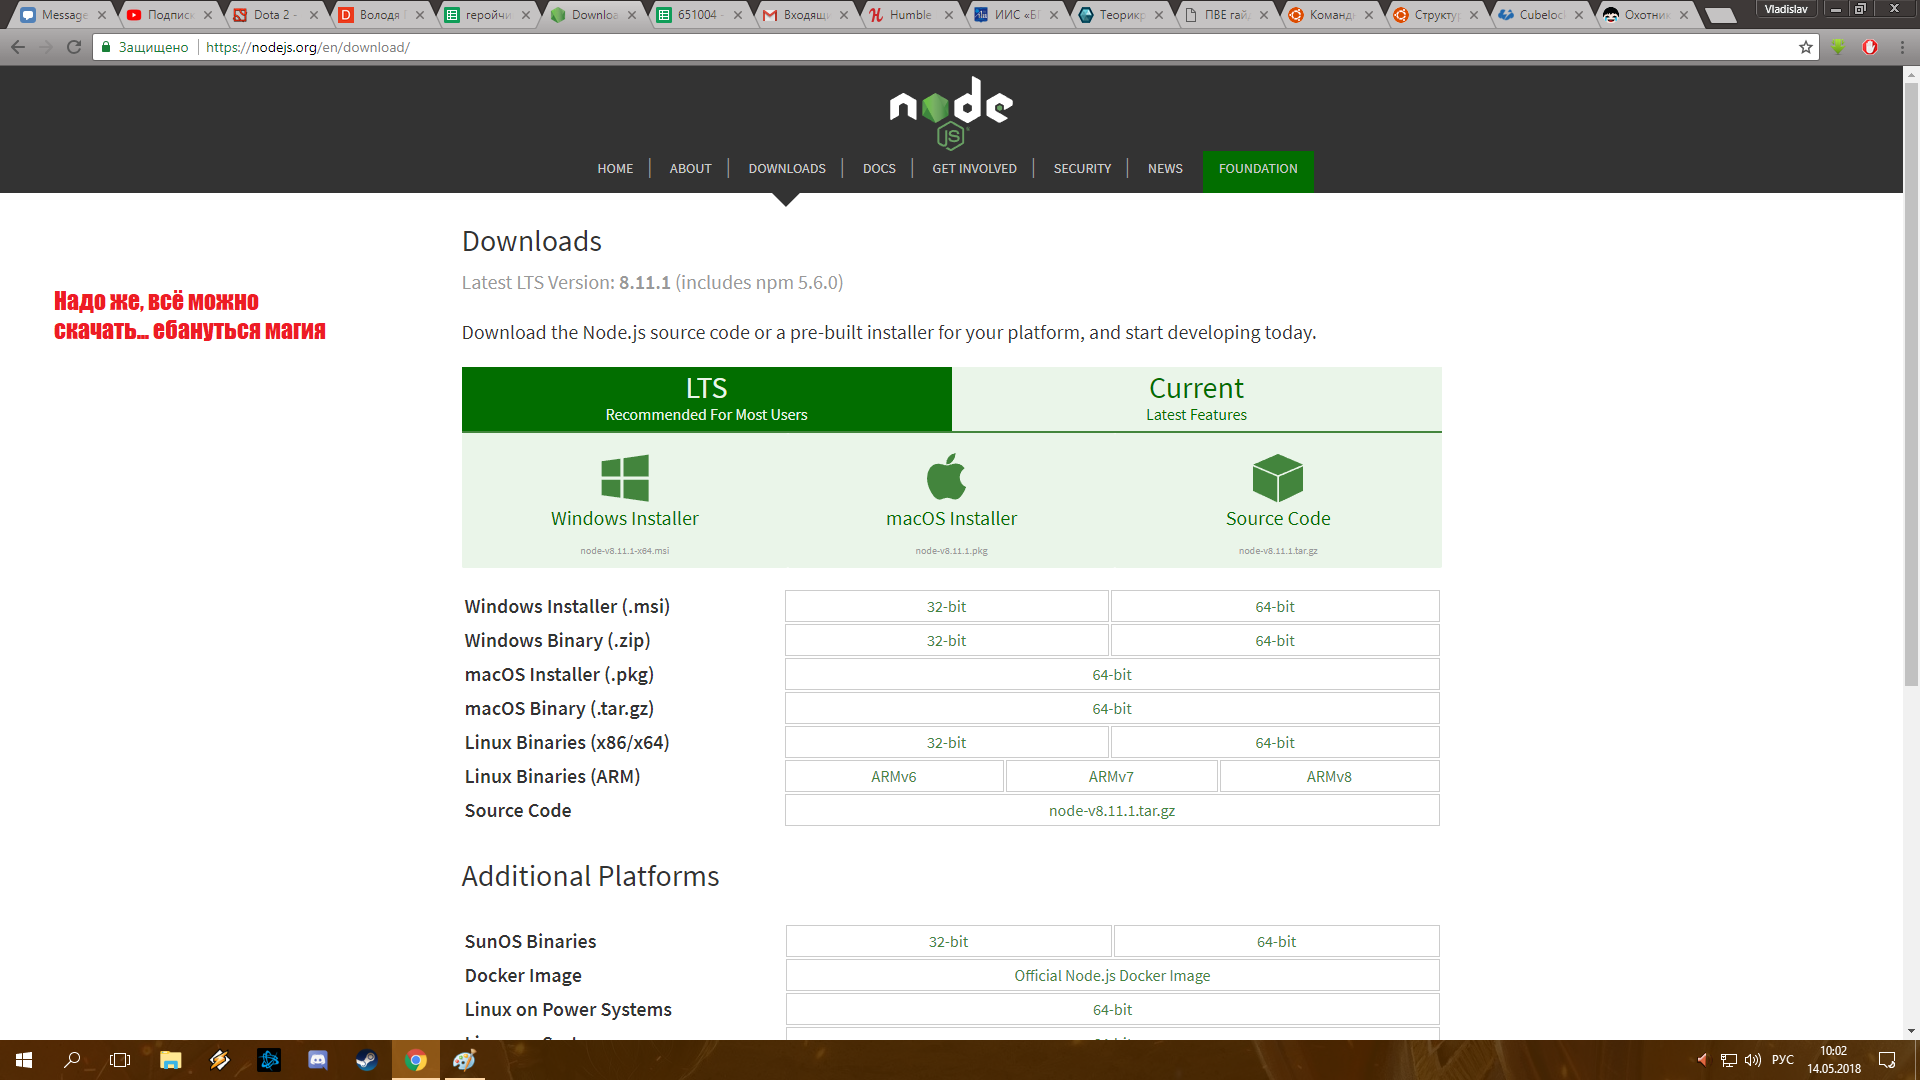 Message
Подписк
Dota 2 -
Володя
геройчи
Downloa
651004 -
Входящи
Humble
ИИС «БГ
Теорикр
ПВЕ гай
Команд
Структур
Cubeloc
Охотник
Vladislav
Защищено
https://nodejs.org/en/download/
node
JS
HOME
ABOUT
DOWNLOADS
DOCS
GET INVOLVED
SECURITY
NEWS
FOUNDATION
Downloads
Latest LTS Version: 8.11.1 (includes npm 5.6.0)
Надо же, всё можно
скачать... ебануться магия
Download the Node.js source code or a pre-built installer for your platform, and start developing today.
LTS
Recommended For Most Users
Current
Latest Features
Windows Installer
node-v8.11.1-x64.msi
macOS Installer
node-v8.11.1.pkg
Source Code
node-v8.11.1.tar.gz
Windows Installer (.msi) 32-bit 64-bit
Windows Binary (.zip) 32-bit 64-bit
macOS Installer (.pkg) 64-bit
macOS Binary (.tar.gz) 64-bit
Linux Binaries (x86/x64) 32-bit 64-bit
Linux Binaries (ARM) ARMv6 ARMv7 ARMv8
Source Code node-v8.11.1.tar.gz
Additional Platforms
SunOS Binaries 32-bit 64-bit
Docker Image Official Node.js Docker Image
Linux on Power Systems 64-bit
РУС
10:02
14.05.2018